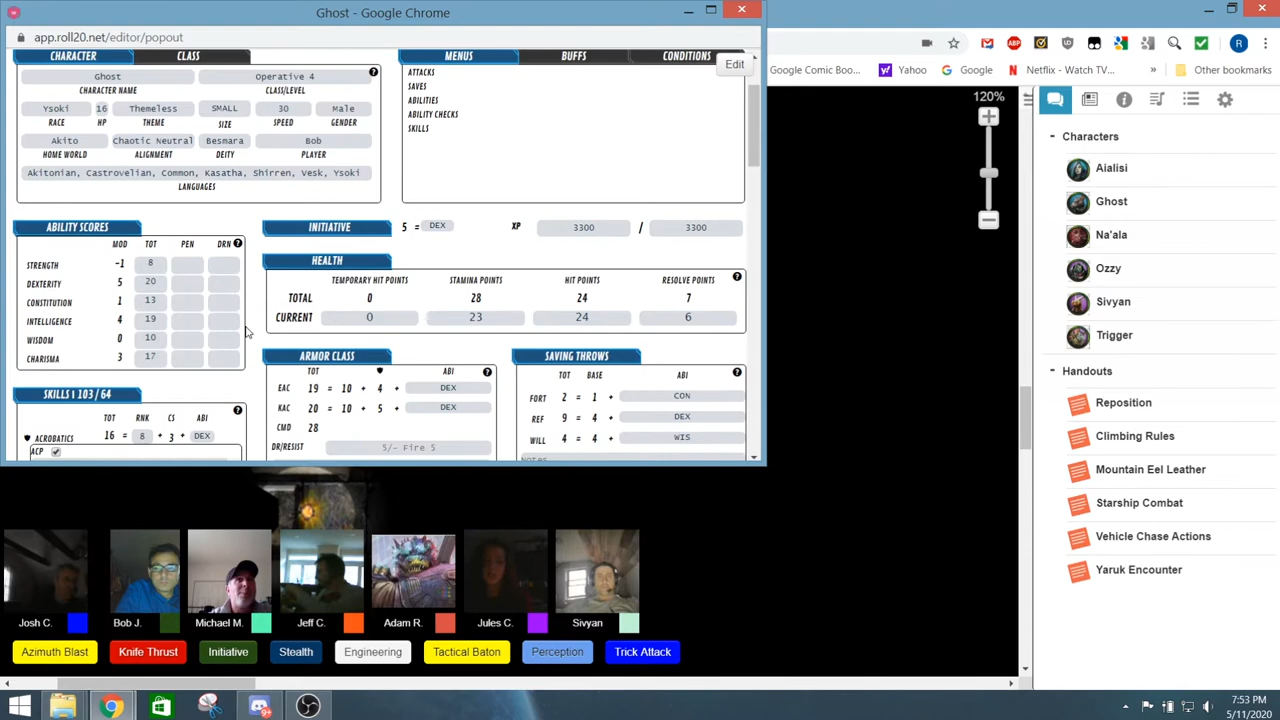 Ghost - Google Chrome
app.roll20.net/editor/popout
CHARACTER CLASS
MENUS BUFFS CONDITIONS
Edit
Ghost Operative 4
CHARACTER NAME CLASS/LEVEL
Ysoki 16 Themeless SMALL 30 Male
RACE HP THEME SIZE SPEED GENDER
Akito Chaotic Neutral Besmara Bob
HOME WORLD ALIGNMENT DEITY PLAYER
Akitonian, Castrovelian, Common, Kasatha, Shirren, Vesk, Ysoki
LANGUAGES
ATTACKS
SAVES
ABILITIES
ABILITY CHECKS
SKILLS
ABILITY SCORES
MOD TOT PEN DRN
STRENGTH -1 8
DEXTERITY 5 20
CONSTITUTION 1 13
INTELLIGENCE 4 19
WISDOM 0 10
CHARISMA 3 17
INITIATIVE 5 = DEX XP 3300 / 3300
HEALTH
TEMPORARY HIT POINTS STAMINA POINTS HIT POINTS RESOLVE POINTS
TOTAL 0 28 24 7
CURRENT 0 23 24 6
ARMOR CLASS
TOT ABI
EAC 19 = 10 + 4 + DEX
KAC 20 = 10 + 5 + DEX
CMD 28
DR/RESIST 5/- Fire 5
SAVING THROWS
TOT BASE ABI
FORT 2 = 1 + CON
REF 9 = 4 + DEX
WILL 4 = 4 + WIS
Notes
SKILLS | 103 / 64
TOT RNK CS ABI
ACROBATICS 16 = 8 + 3 + DEX
ACP
Google Comic Boo... Yahoo Google Netflix - Watch TV... » Other bookmarks
R
120%
Characters
Aialisi
Ghost
Na'ala
Ozzy
Sivyan
Trigger
Handouts
Reposition
Climbing Rules
Mountain Eel Leather
Starship Combat
Vehicle Chase Actions
Yaruk Encounter
Josh C. Bob J. Michael M. Jeff C. Adam R. Jules C. Sivyan
Azimuth Blast Knife Thrust Initiative Stealth Engineering Tactical Baton Perception Trick Attack
7:53 PM
5/11/2020